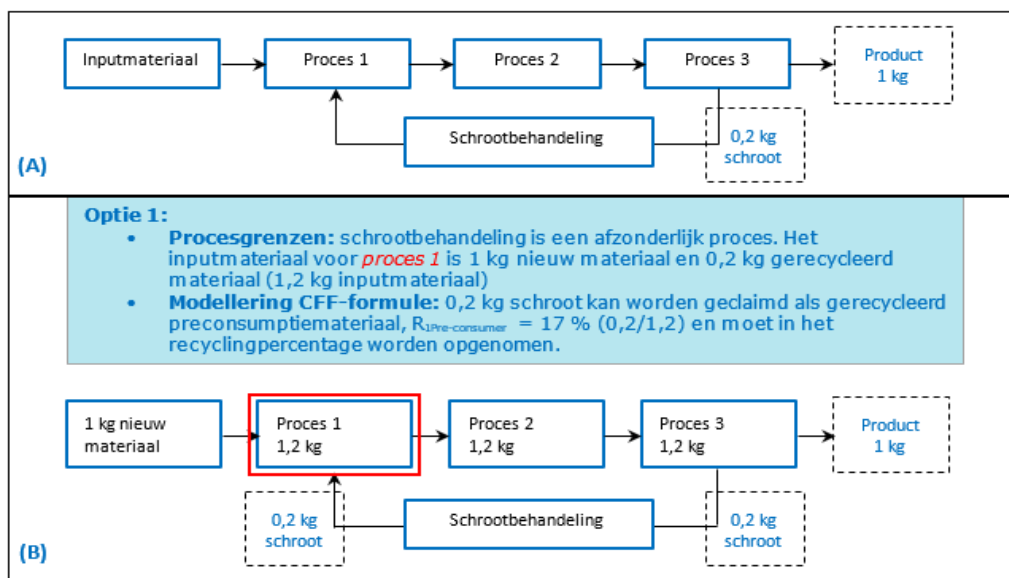 Inputmateriaal
Proces 1
Proces 2
Proces 3
Product
1 kg
Schrootbehandeling
0,2 kg
schroot
(A)
Optie 1:
• Procesgrenzen: schrootbehandeling is een afzonderlijk proces. Het
inputmateriaal voor proces 1 is 1 kg nieuw materiaal en 0,2 kg gerecycleerd
materiaal (1,2 kg inputmateriaal)
• Modellering CFF-formule: 0,2 kg schroot kan worden geclaimd als gerecycleerd
preconsumptiemateriaal, R1Pre-consumer = 17 % (0,2/1,2) en moet in het
recyclingpercentage worden opgenomen.
1 kg nieuw
materiaal
Proces 1
1,2 kg
Proces 2
1,2 kg
Proces 3
1,2 kg
Product
1 kg
0,2 kg
schroot
Schrootbehandeling
0,2 kg
schroot
(B)